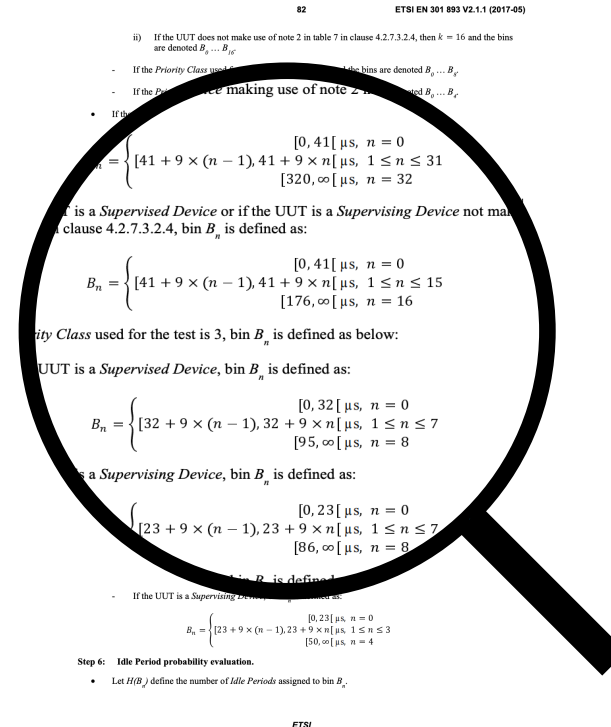 82 ETSI EN 301 893 V2.1.1 (2017-05)
ii) If the UUT does not make use of note 2 in table 7 in clause 4.2.7.3.2.4, then k = 16 and the bins
are denoted B₀ … B₁₆.
- If the Priority Class used the bins are denoted B₀ … B₈.
- If the B₀ … B₄.
making use of note 2
• If the
= { [0, 41[ µs, n = 0
[41 + 9 × (n − 1), 41 + 9 × n[ µs, 1 ≤ n ≤ 31
[320, ∞[ µs, n = 32
is a Supervised Device or if the UUT is a Supervising Device not
clause 4.2.7.3.2.4, bin Bₙ is defined as:
Bₙ = { [0, 41[ µs, n = 0
[41 + 9 × (n − 1), 41 + 9 × n[ µs, 1 ≤ n ≤ 15
[176, ∞[ µs, n = 16
Class used for the test is 3, bin Bₙ is defined as below:
UUT is a Supervised Device, bin Bₙ is defined as:
Bₙ = { [0, 32[ µs, n = 0
[32 + 9 × (n − 1), 32 + 9 × n[ µs, 1 ≤ n ≤ 7
[95, ∞[ µs, n = 8
is a Supervising Device, bin Bₙ is defined as:
{ [0, 23[ µs, n = 0
[23 + 9 × (n − 1), 23 + 9 × n[ µs, 1 ≤ n ≤ 7
[86, ∞[ µs, n = 8
bin Bₙ is defined
- If the UUT is a Supervising as:
Bₙ = { [0, 23[ µs, n = 0
[23 + 9 × (n − 1), 23 + 9 × n[ µs, 1 ≤ n ≤ 3
[50, ∞[ µs, n = 4
Step 6: Idle Period probability evaluation.
• Let H(Bₙ) define the number of Idle Periods assigned to bin Bₙ.
ETSI